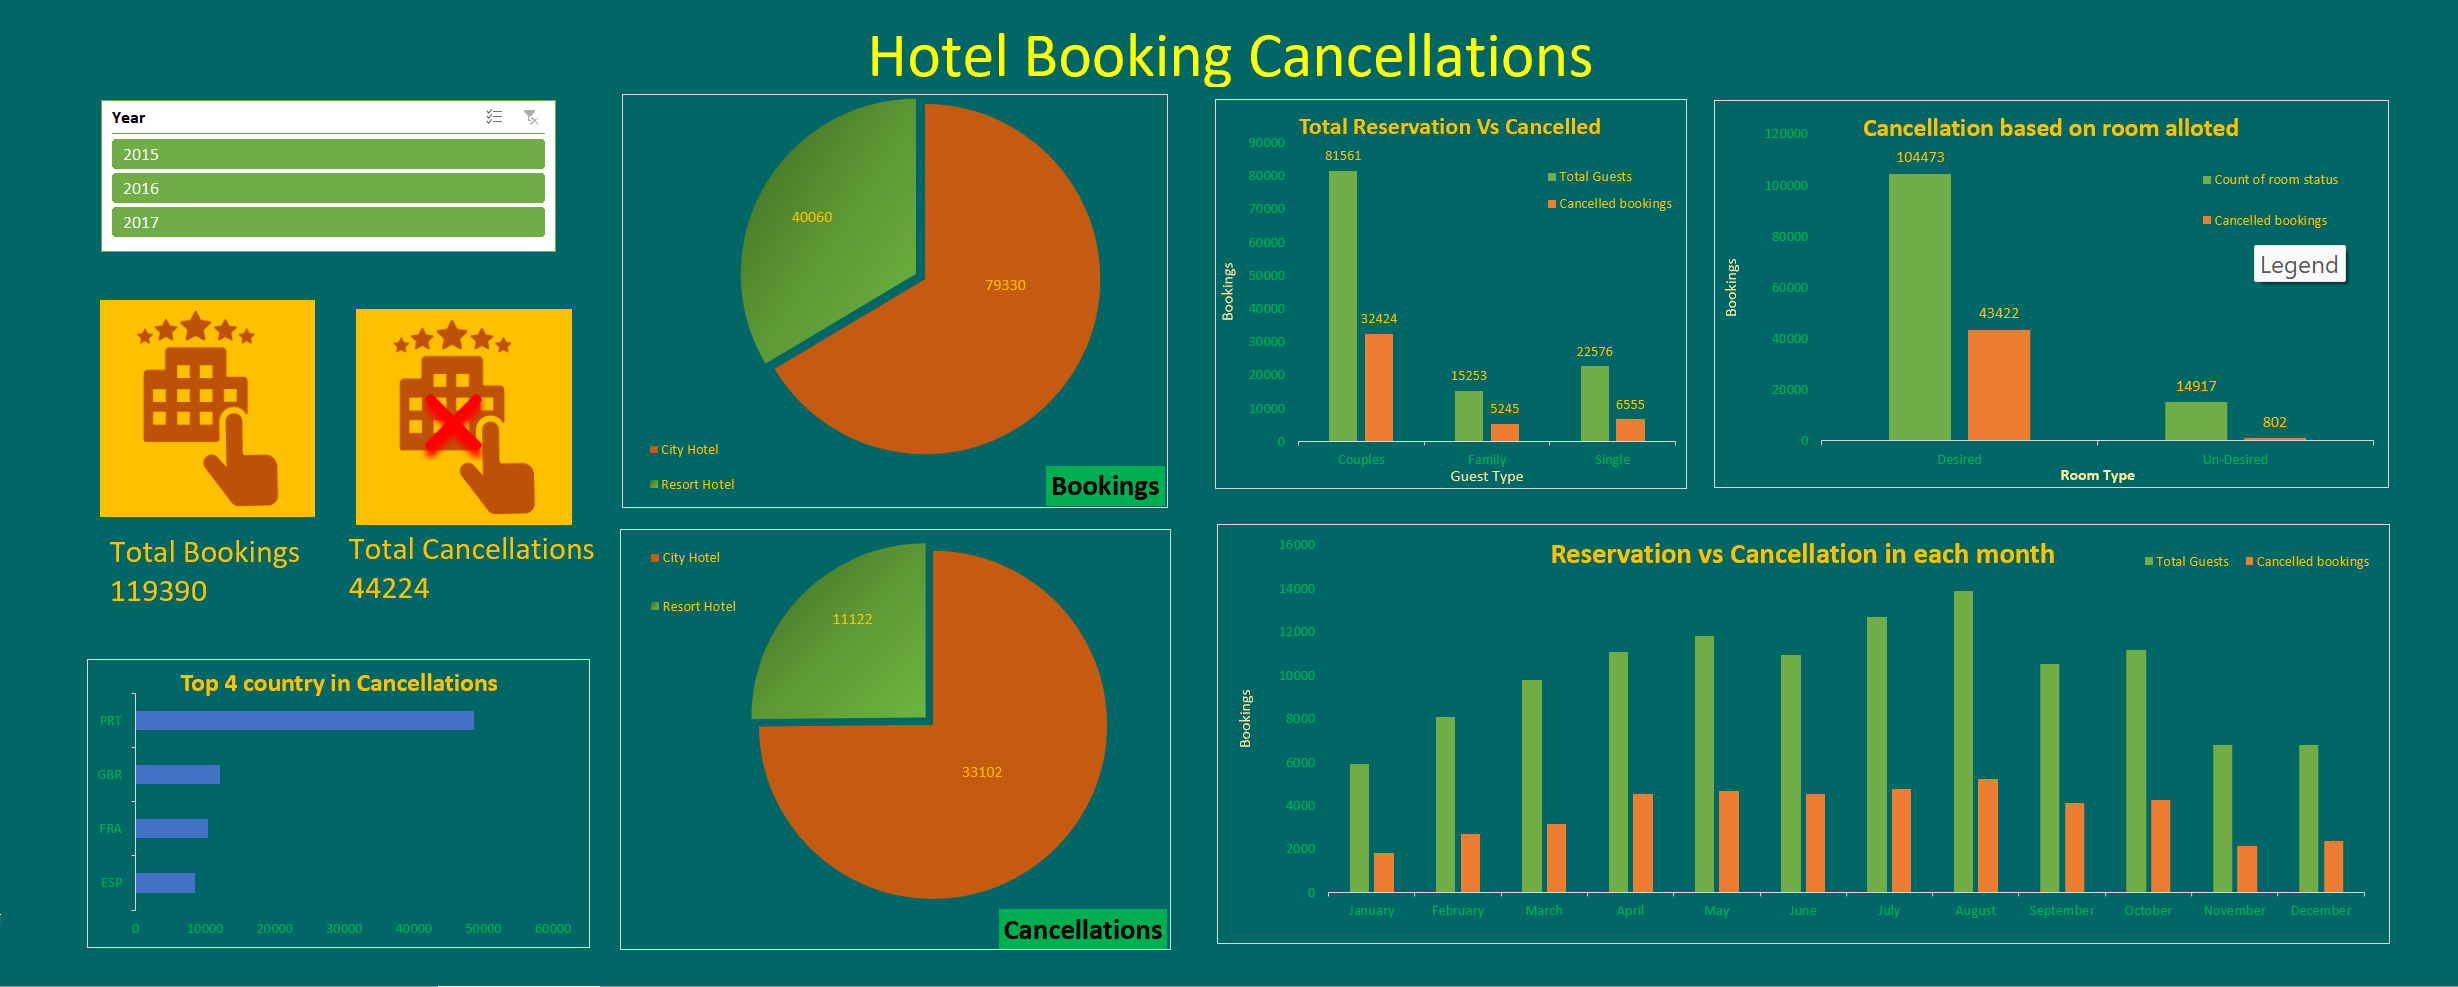 Hotel Booking Cancellations
Year
2015
2016
2017
Total Bookings
119390
Total Cancellations
44224
Top 4 country in Cancellations
PRT
GBR
FRA
ESP
0 10000 20000 30000 40000 50000 60000
40060
79330
City Hotel
Resort Hotel
Bookings
City Hotel
Resort Hotel
11122
33102
Cancellations
Total Reservation Vs Cancelled
90000
80000
70000
60000
50000
40000
30000
20000
10000
0
Bookings
81561
32424
15253
5245
22576
6555
Total Guests
Cancelled bookings
Couples Family Single
Guest Type
Cancellation based on room alloted
120000
100000
80000
60000
40000
20000
0
Bookings
104473
43422
14917
802
Count of room status
Cancelled bookings
Legend
Desired Un-Desired
Room Type
Reservation vs Cancellation in each month
Total Guests Cancelled bookings
16000
14000
12000
10000
8000
6000
4000
2000
0
Bookings
January February March April May June July August September October November December